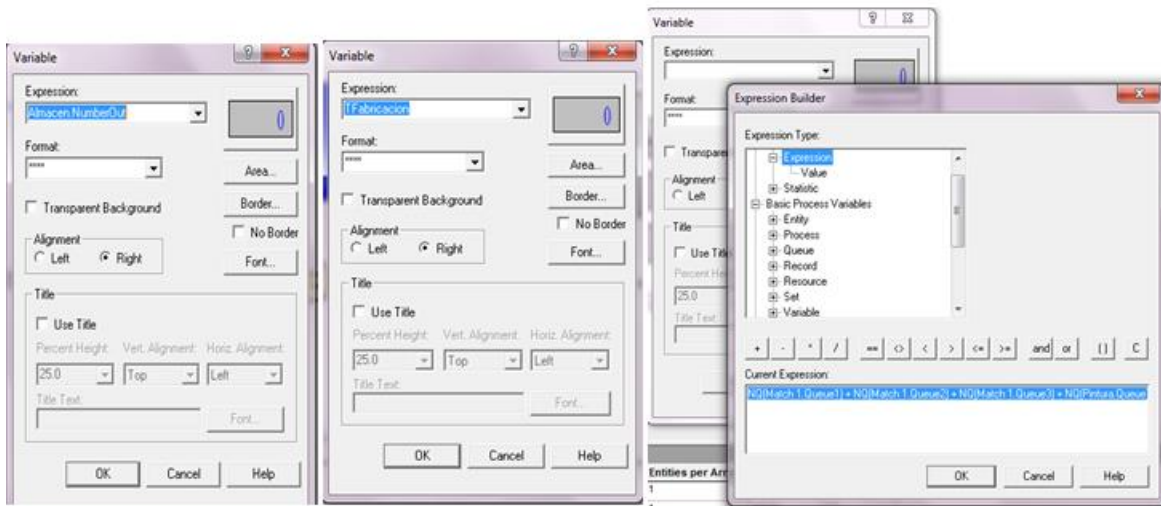 Variable
Expression:
Almacen.NumberOut
0
Format:
****
Area...
Transparent Background
Border...
No Border
Alignment
Left
Right
Font...
Title
Use Title
Percent Height:
Vert. Alignment:
Horiz. Alignment:
25.0
Top
Left
Title Text:
Font...
OK
Cancel
Help
Variable
Expression:
TFabricacion
0
Format:
****
Area...
Transparent Background
Border...
No Border
Alignment
Left
Right
Font...
Title
Use Title
Percent Height:
Vert. Alignment:
Horiz. Alignment:
25.0
Top
Left
Title Text:
Font...
OK
Cancel
Help
Variable
Expression:
0
Format:
****
Transpare
Alignment
Left
Title
Use Title
Percent He
25.0
Title Text:
Entities per Arr
1
Expression Builder
Expression Type:
Expression
Value
Statistic
Basic Process Variables
Entity
Process
Queue
Record
Resource
Set
Variable
+ - * / == <> < > <= >= and or () C
Current Expression:
NQ(Match 1.Queue1) + NQ(Match 1.Queue2) + NQ(Match 1.Queue3) + NQ(Pintura.Queue
OK
Cancel
Help